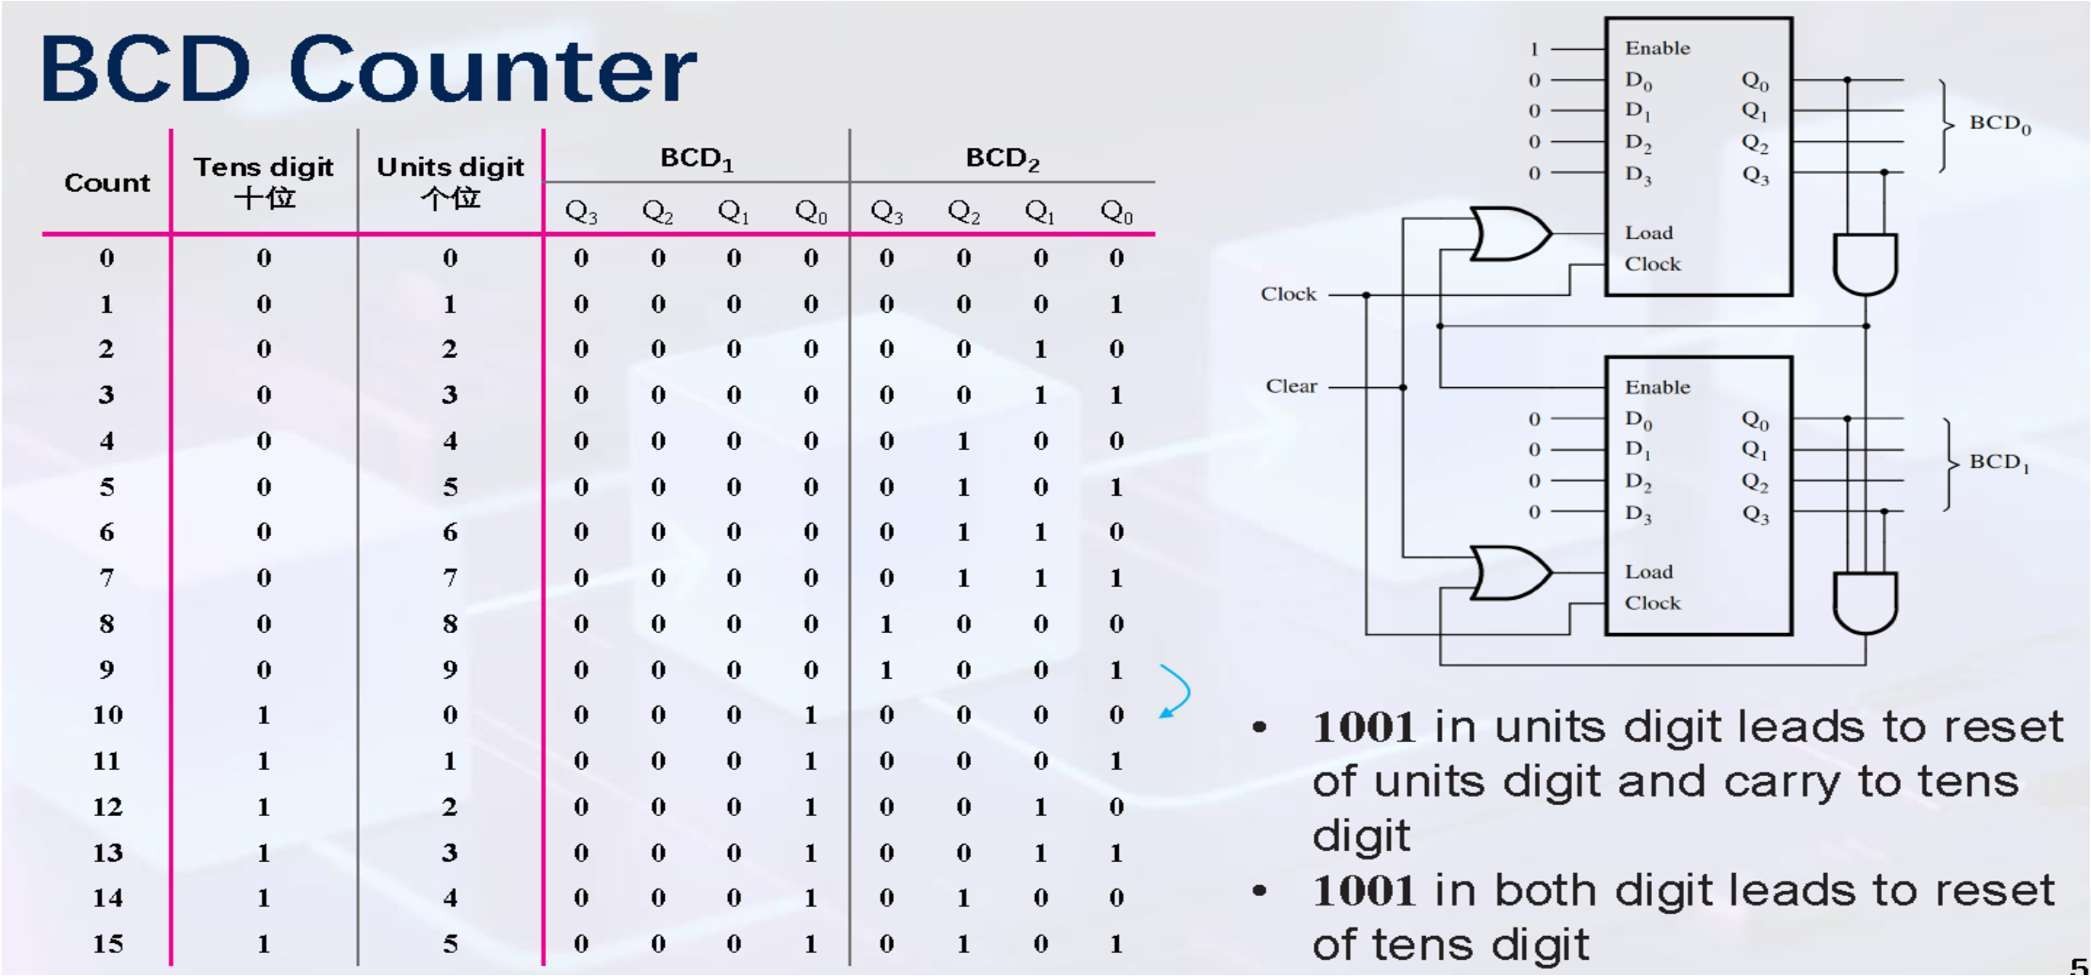 BCD Counter
Count Tens digit Units digit BCD1 BCD2
十位 个位
Q3 Q2 Q1 Q0 Q3 Q2 Q1 Q0
0 0 0 0 0 0 0 0 0 0 0
1 0 1 0 0 0 0 0 0 0 1
2 0 2 0 0 0 0 0 0 1 0
3 0 3 0 0 0 0 0 0 1 1
4 0 4 0 0 0 0 0 1 0 0
5 0 5 0 0 0 0 0 1 0 1
6 0 6 0 0 0 0 0 1 1 0
7 0 7 0 0 0 0 0 1 1 1
8 0 8 0 0 0 0 1 0 0 0
9 0 9 0 0 0 0 1 0 0 1
10 1 0 0 0 0 1 0 0 0 0
11 1 1 0 0 0 1 0 0 0 1
12 1 2 0 0 0 1 0 0 1 0
13 1 3 0 0 0 1 0 0 1 1
14 1 4 0 0 0 1 0 1 0 0
15 1 5 0 0 0 1 0 1 0 1
1 Enable
0 D0 Q0
0 D1 Q1 BCD0
0 D2 Q2
0 D3 Q3
Load
Clock
Clock
Clear Enable
0 D0 Q0
0 D1 Q1 BCD1
0 D2 Q2
0 D3 Q3
Load
Clock
• 1001 in units digit leads to reset
of units digit and carry to tens
digit
• 1001 in both digit leads to reset
of tens digit
5